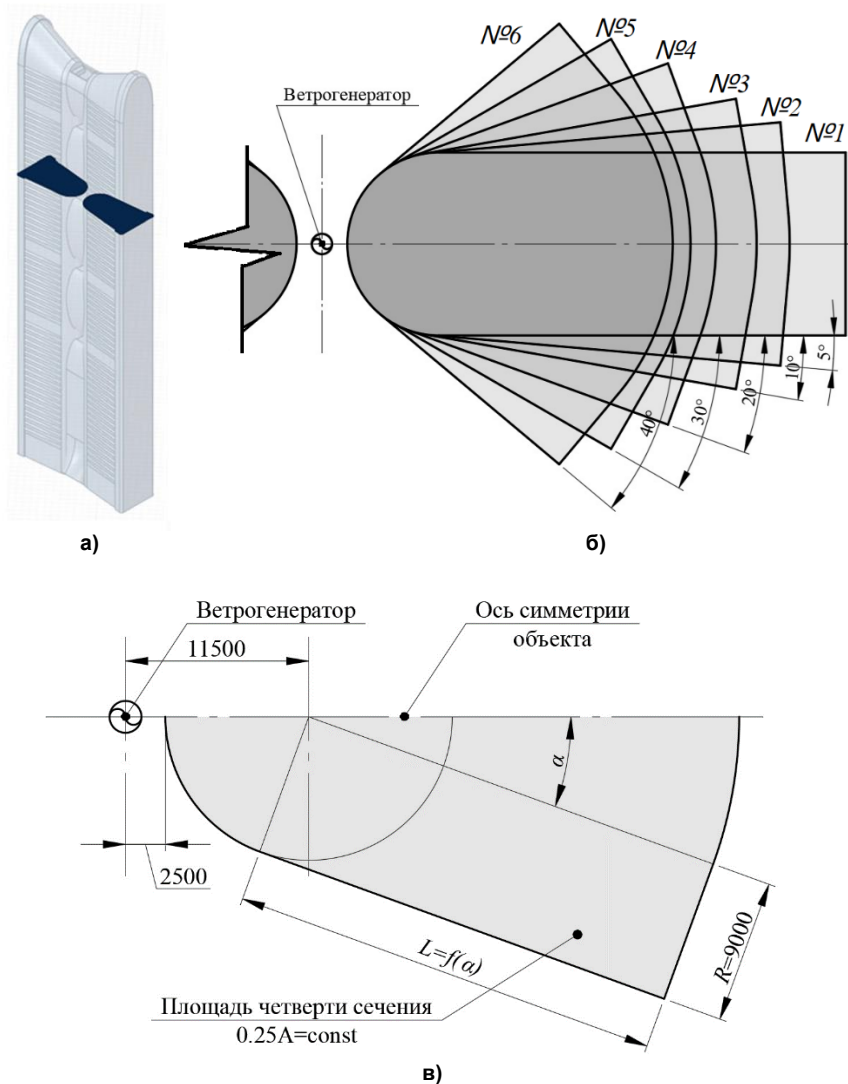 Ветрогенератор
№6
№5
№4
№3
№2
№1
40°
30°
20°
10°
5°
а)
б)
Ветрогенератор
11500
Ось симметрии
объекта
α
2500
L=f(α)
R=9000
Площадь четверти сечения
0.25A=const
в)